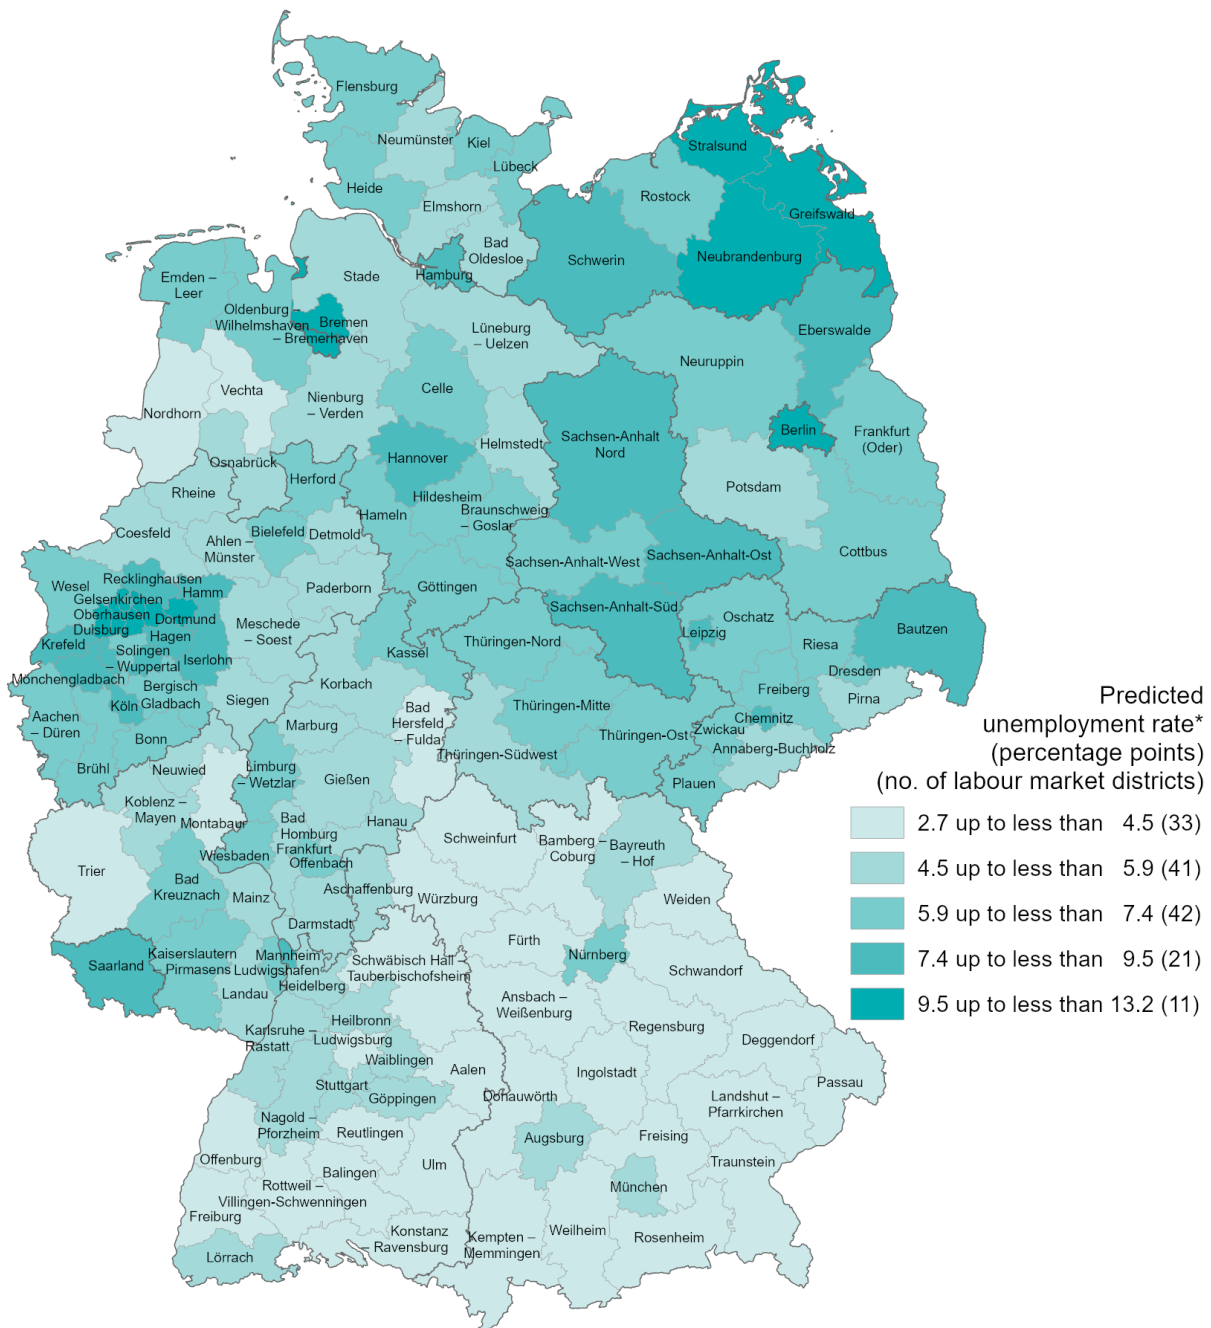 Flensburg
Neumünster
Kiel
Lübeck
Heide
Elmshorn
Bad
Oldesloe
Hamburg
Stralsund
Rostock
Greifswald
Neubrandenburg
Schwerin
Emden –
Leer
Stade
Oldenburg –
Wilhelmshaven
Bremen
– Bremerhaven
Lüneburg
– Uelzen
Eberswalde
Neuruppin
Vechta
Nordhorn
Nienburg
– Verden
Celle
Berlin
Frankfurt
(Oder)
Helmstedt
Sachsen-Anhalt
Nord
Hannover
Osnabrück
Herford
Potsdam
Rheine
Hildesheim
Hameln
Braunschweig
– Goslar
Coesfeld
Ahlen –
Münster
Bielefeld
Detmold
Cottbus
Sachsen-Anhalt-West
Sachsen-Anhalt-Ost
Wesel
Recklinghausen
Hamm
Gelsenkirchen
Oberhausen
Dortmund
Duisburg
Paderborn
Göttingen
Sachsen-Anhalt-Süd
Oschatz
Leipzig
Bautzen
Meschede
– Soest
Krefeld
Hagen
Solingen
– Wuppertal
Iserlohn
Kassel
Thüringen-Nord
Riesa
Dresden
Mönchengladbach
Bergisch
Gladbach
Köln
Siegen
Korbach
Freiberg
Pirna
Aachen
– Düren
Bonn
Marburg
Bad
Hersfeld
– Fulda
Thüringen-Mitte
Thüringen-Ost
Chemnitz
Zwickau
Annaberg-Buchholz
Brühl
Neuwied
Limburg
– Wetzlar
Gießen
Thüringen-Südwest
Plauen
Koblenz –
Mayen
Montabaur
Bad
Homburg
Frankfurt
Offenbach
Hanau
Schweinfurt
Bamberg –
Coburg
Bayreuth
– Hof
Wiesbaden
Trier
Bad
Kreuznach
Mainz
Aschaffenburg
Würzburg
Weiden
Darmstadt
Fürth
Nürnberg
Saarland
Kaiserslautern
Pirmasens
Mannheim
Ludwigshafen
Heidelberg
Schwäbisch Hall –
Tauberbischofsheim
Schwandorf
Landau
Ansbach –
Weißenburg
Karlsruhe –
Rastatt
Heilbronn
Ludwigsburg
Waiblingen
Regensburg
Deggendorf
Aalen
Ingolstadt
Passau
Stuttgart
Göppingen
Donauwörth
Landshut –
Pfarrkirchen
Nagold –
Pforzheim
Reutlingen
Augsburg
Freising
Offenburg
Balingen
Ulm
Traunstein
Rottweil –
Villingen-Schwenningen
München
Freiburg
Konstanz
– Ravensburg
Kempten –
Memmingen
Weilheim
Rosenheim
Lörrach
Predicted
unemployment rate*
(percentage points)
(no. of labour market districts)
2.7 up to less than 4.5 (33)
4.5 up to less than 5.9 (41)
5.9 up to less than 7.4 (42)
7.4 up to less than 9.5 (21)
9.5 up to less than 13.2 (11)